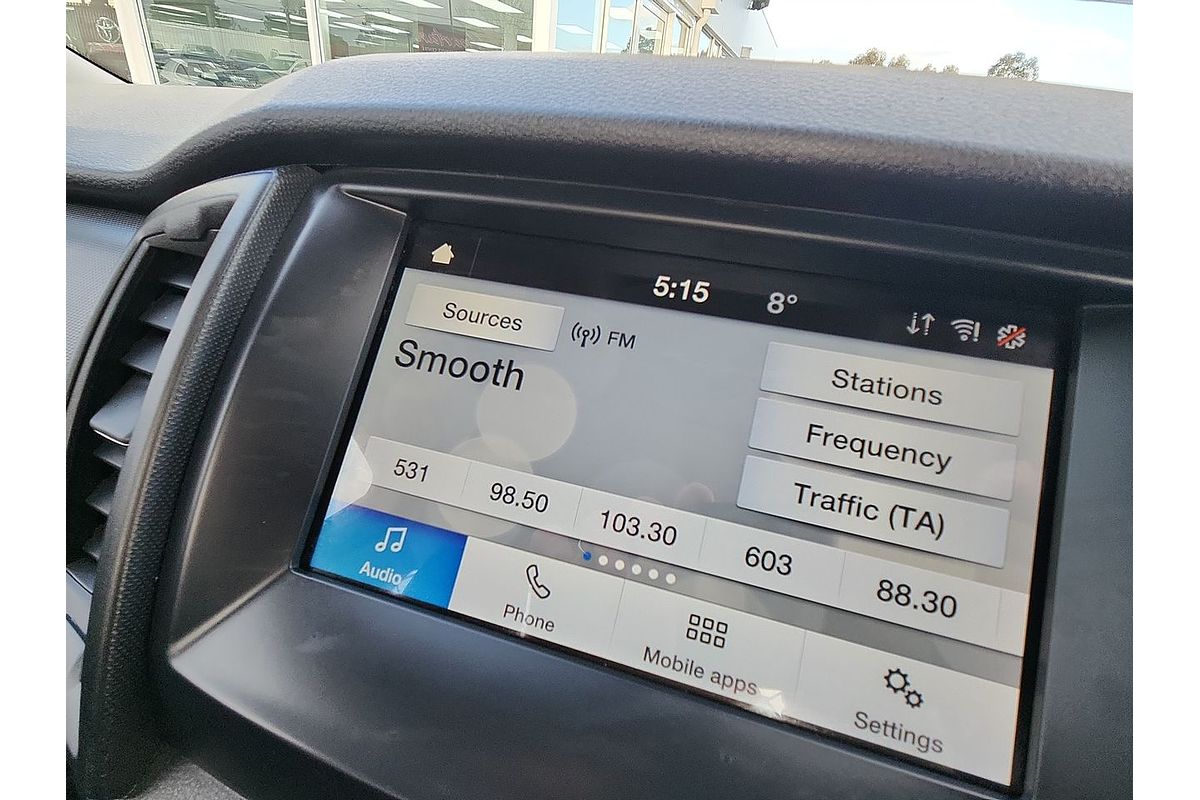 5:15 8°
Sources FM
Smooth
Stations
Frequency
Traffic (TA)
531 98.50 103.30 603 88.30
Audio Phone Mobile apps Settings